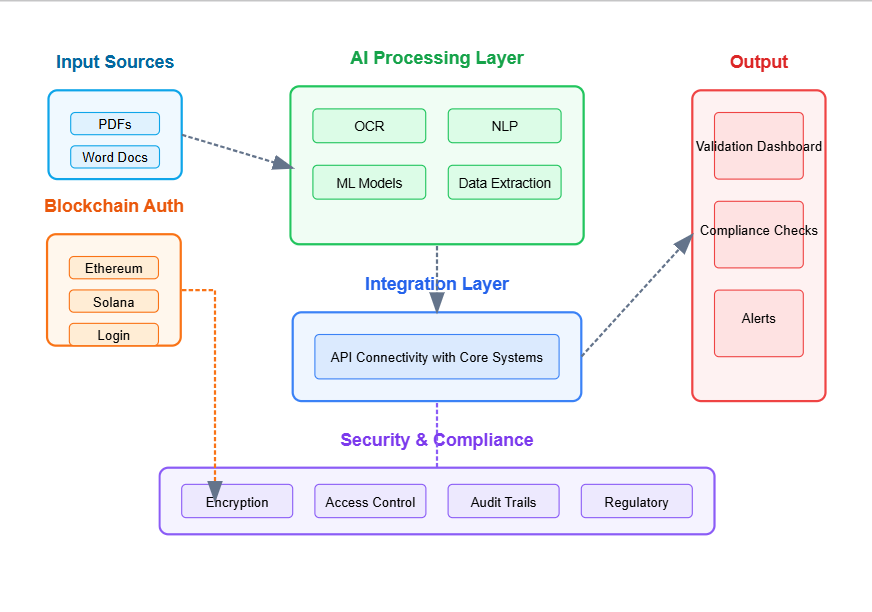 Input Sources
PDFs
Word Docs
Blockchain Auth
Ethereum
Solana
Login
AI Processing Layer
OCR
NLP
ML Models
Data Extraction
Integration Layer
API Connectivity with Core Systems
Security & Compliance
Encryption
Access Control
Audit Trails
Regulatory
Output
Validation Dashboard
Compliance Checks
Alerts